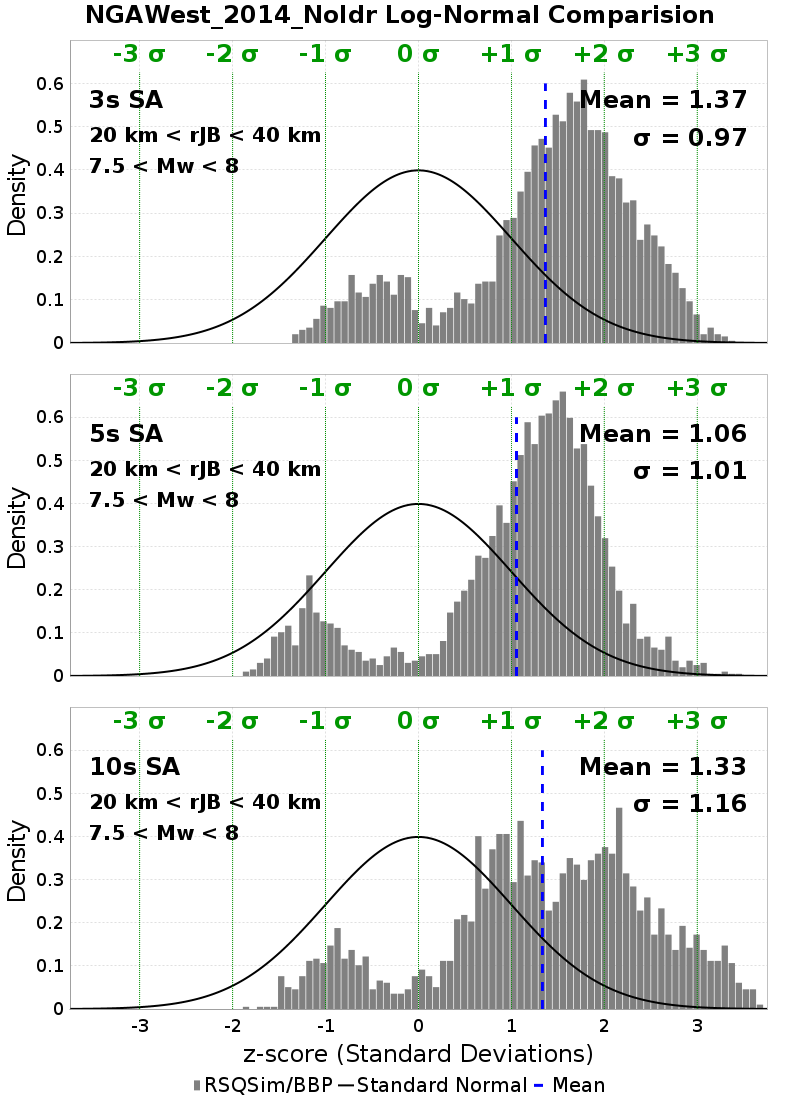 NGAWest_2014_NoIdr Log-Normal Comparision
-3 σ -2 σ -1 σ 0 σ +1 σ +2 σ +3 σ
3s SA
20 km < rJB < 40 km
7.5 < Mw < 8
Mean = 1.37
σ = 0.97
Density
0.6
0.5
0.4
0.3
0.2
0.1
0
-3 σ -2 σ -1 σ 0 σ +1 σ +2 σ +3 σ
5s SA
20 km < rJB < 40 km
7.5 < Mw < 8
Mean = 1.06
σ = 1.01
Density
0.6
0.5
0.4
0.3
0.2
0.1
0
-3 σ -2 σ -1 σ 0 σ +1 σ +2 σ +3 σ
10s SA
20 km < rJB < 40 km
7.5 < Mw < 8
Mean = 1.33
σ = 1.16
Density
0.6
0.5
0.4
0.3
0.2
0.1
0
-3 -2 -1 0 1 2 3
z-score (Standard Deviations)
RSQSim/BBP Standard Normal Mean